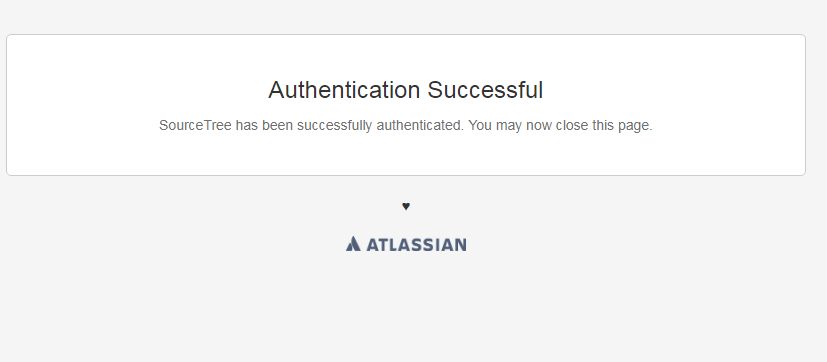 Authentication Successful
SourceTree has been successfully authenticated. You may now close this page.
♥
ATLASSIAN